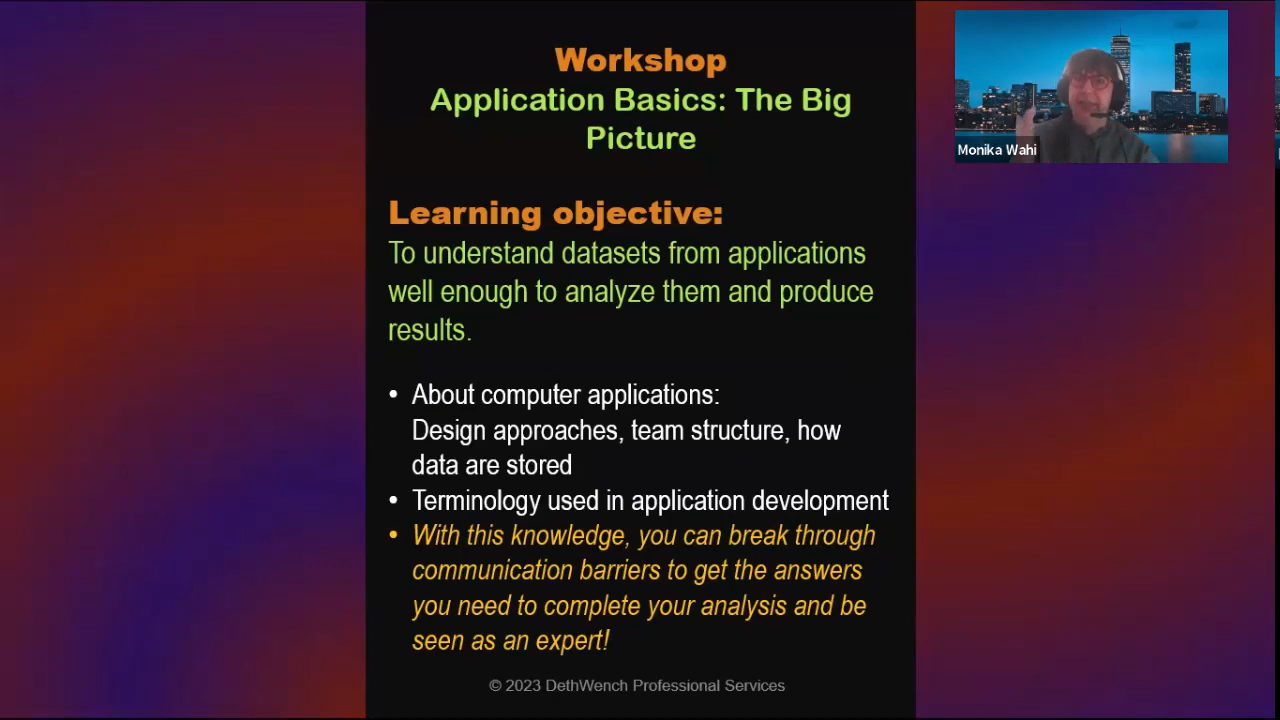 Workshop
Application Basics: The Big
Picture
Monika Wahi
Learning objective:
To understand datasets from applications
well enough to analyze them and produce
results.
• About computer applications:
Design approaches, team structure, how
data are stored
• Terminology used in application development
• With this knowledge, you can break through
communication barriers to get the answers
you need to complete your analysis and be
seen as an expert!
© 2023 DethWench Professional Services